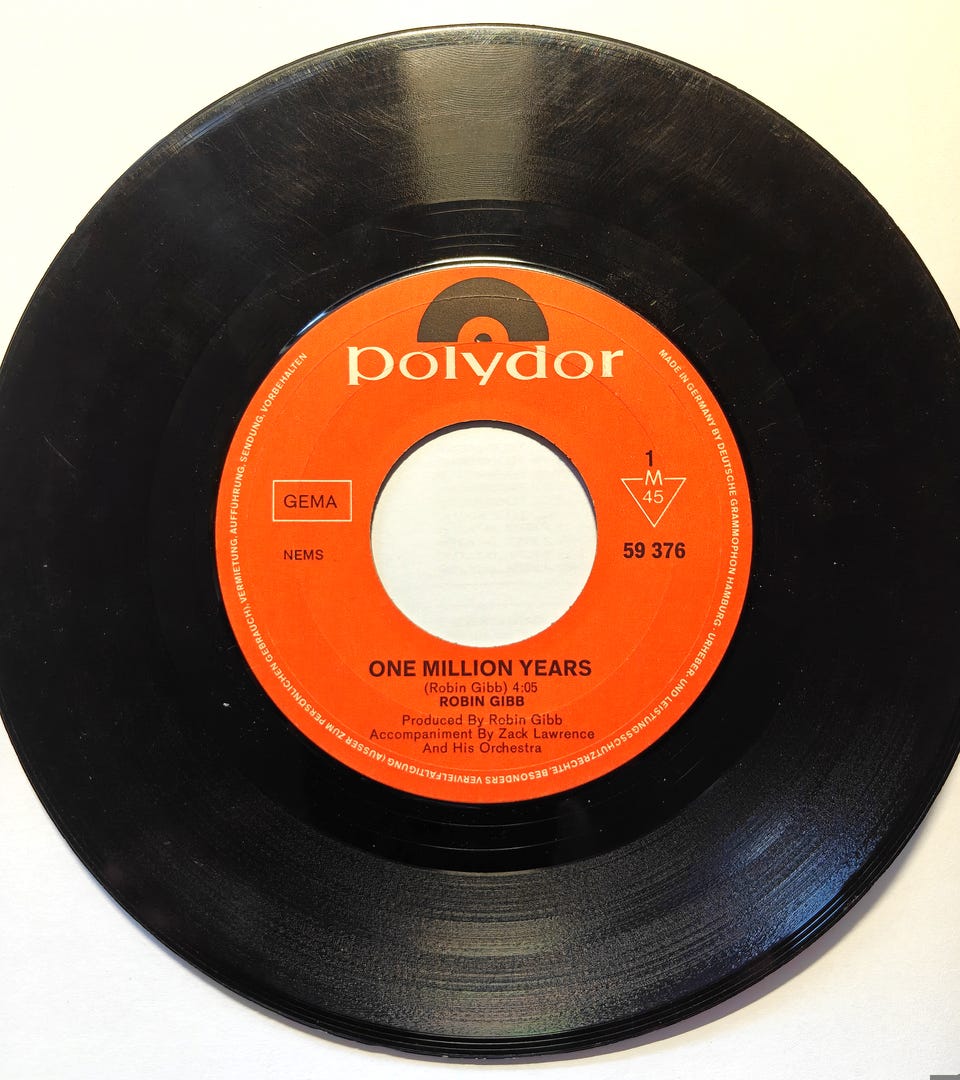 polydor
MADE IN GERMANY BY DEUTSCHE GRAMMOPHON HAMBURG · URHEBER- UND LEISTUNGSSCHUTZRECHTE, BESONDERS VERVIELFÄLTIGUNG (AUSSER ZUM PERSÖNLICHEN GEBRAUCH), VERMIETUNG, AUFFÜHRUNG, SENDUNG, VORBEHALTEN
GEMA
NEMS
1
M
45
59 376
ONE MILLION YEARS
(Robin Gibb) 4:05
ROBIN GIBB
Produced By Robin Gibb
Accompaniment By Zack Lawrence
And His Orchestra